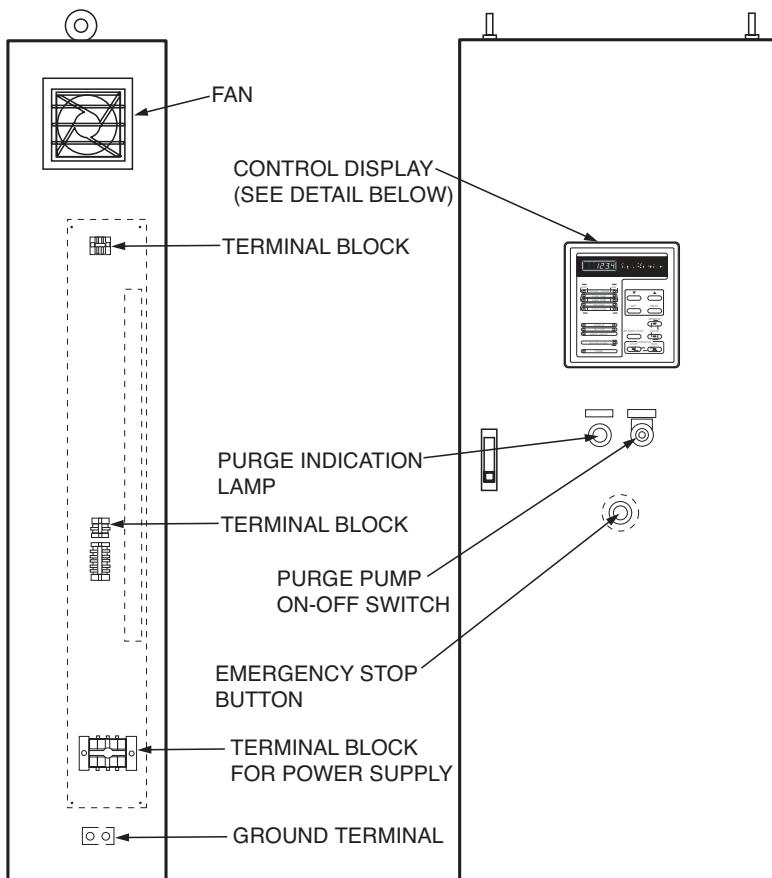 FAN
CONTROL DISPLAY
(SEE DETAIL BELOW)
TERMINAL BLOCK
1234
PURGE INDICATION
LAMP
TERMINAL BLOCK
PURGE PUMP
ON-OFF SWITCH
EMERGENCY STOP
BUTTON
TERMINAL BLOCK
FOR POWER SUPPLY
GROUND TERMINAL